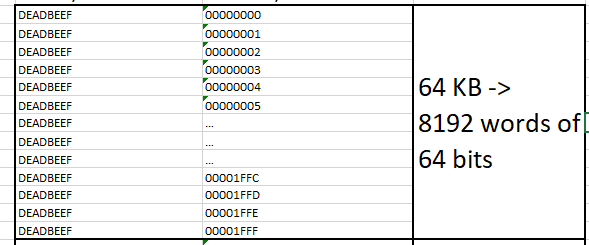 DEADBEEF 00000000
DEADBEEF 00000001
DEADBEEF 00000002
DEADBEEF 00000003
DEADBEEF 00000004
DEADBEEF 00000005
DEADBEEF ...
DEADBEEF ...
DEADBEEF ...
DEADBEEF 00001FFC
DEADBEEF 00001FFD
DEADBEEF 00001FFE
DEADBEEF 00001FFF
64 KB ->
8192 words of
64 bits